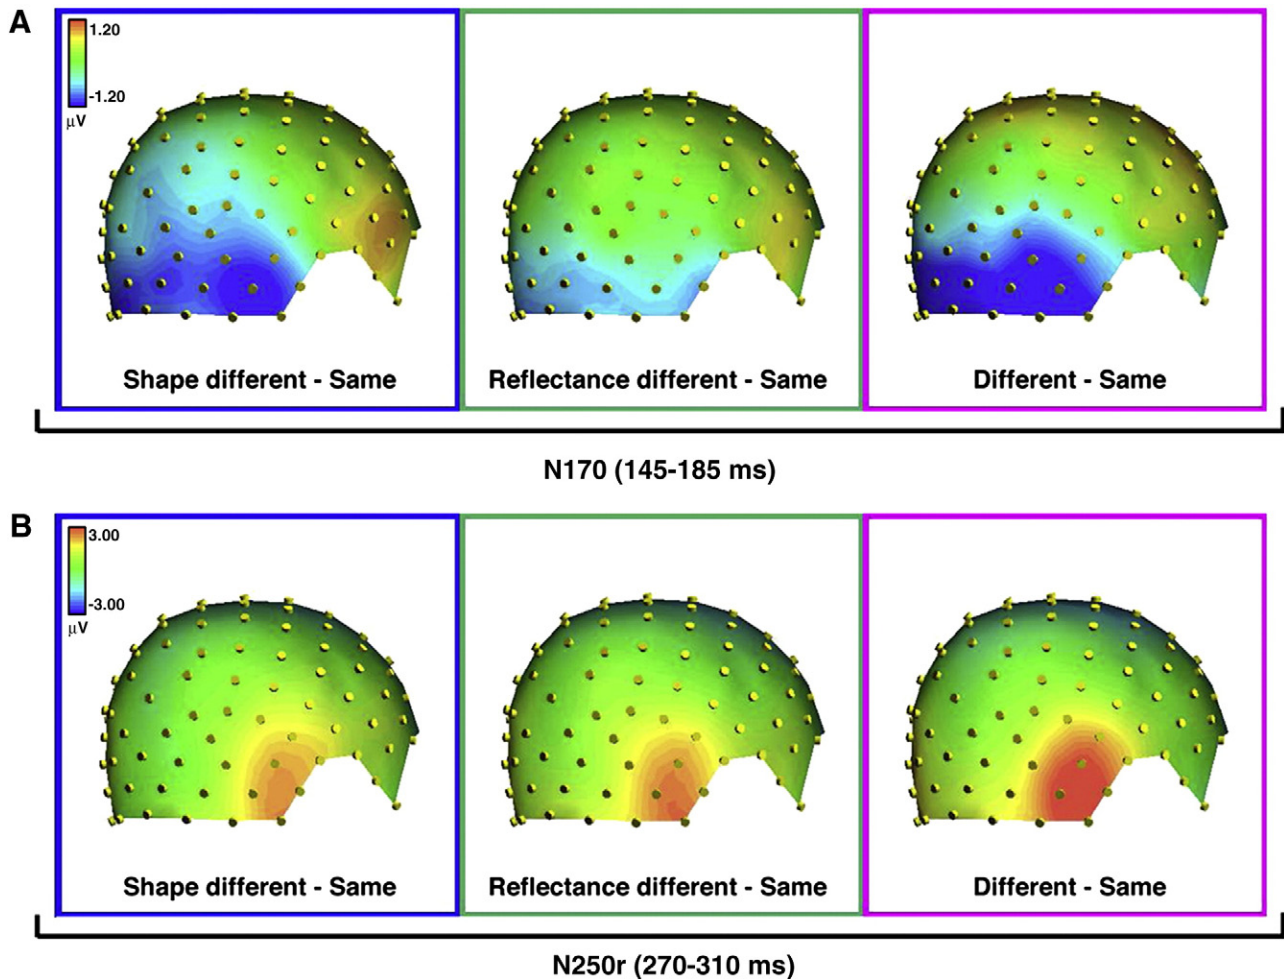 A
1.20
-1.20
μV
Shape different - Same
Reflectance different - Same
Different - Same
N170 (145-185 ms)
B
3.00
-3.00
μV
Shape different - Same
Reflectance different - Same
Different - Same
N250r (270-310 ms)